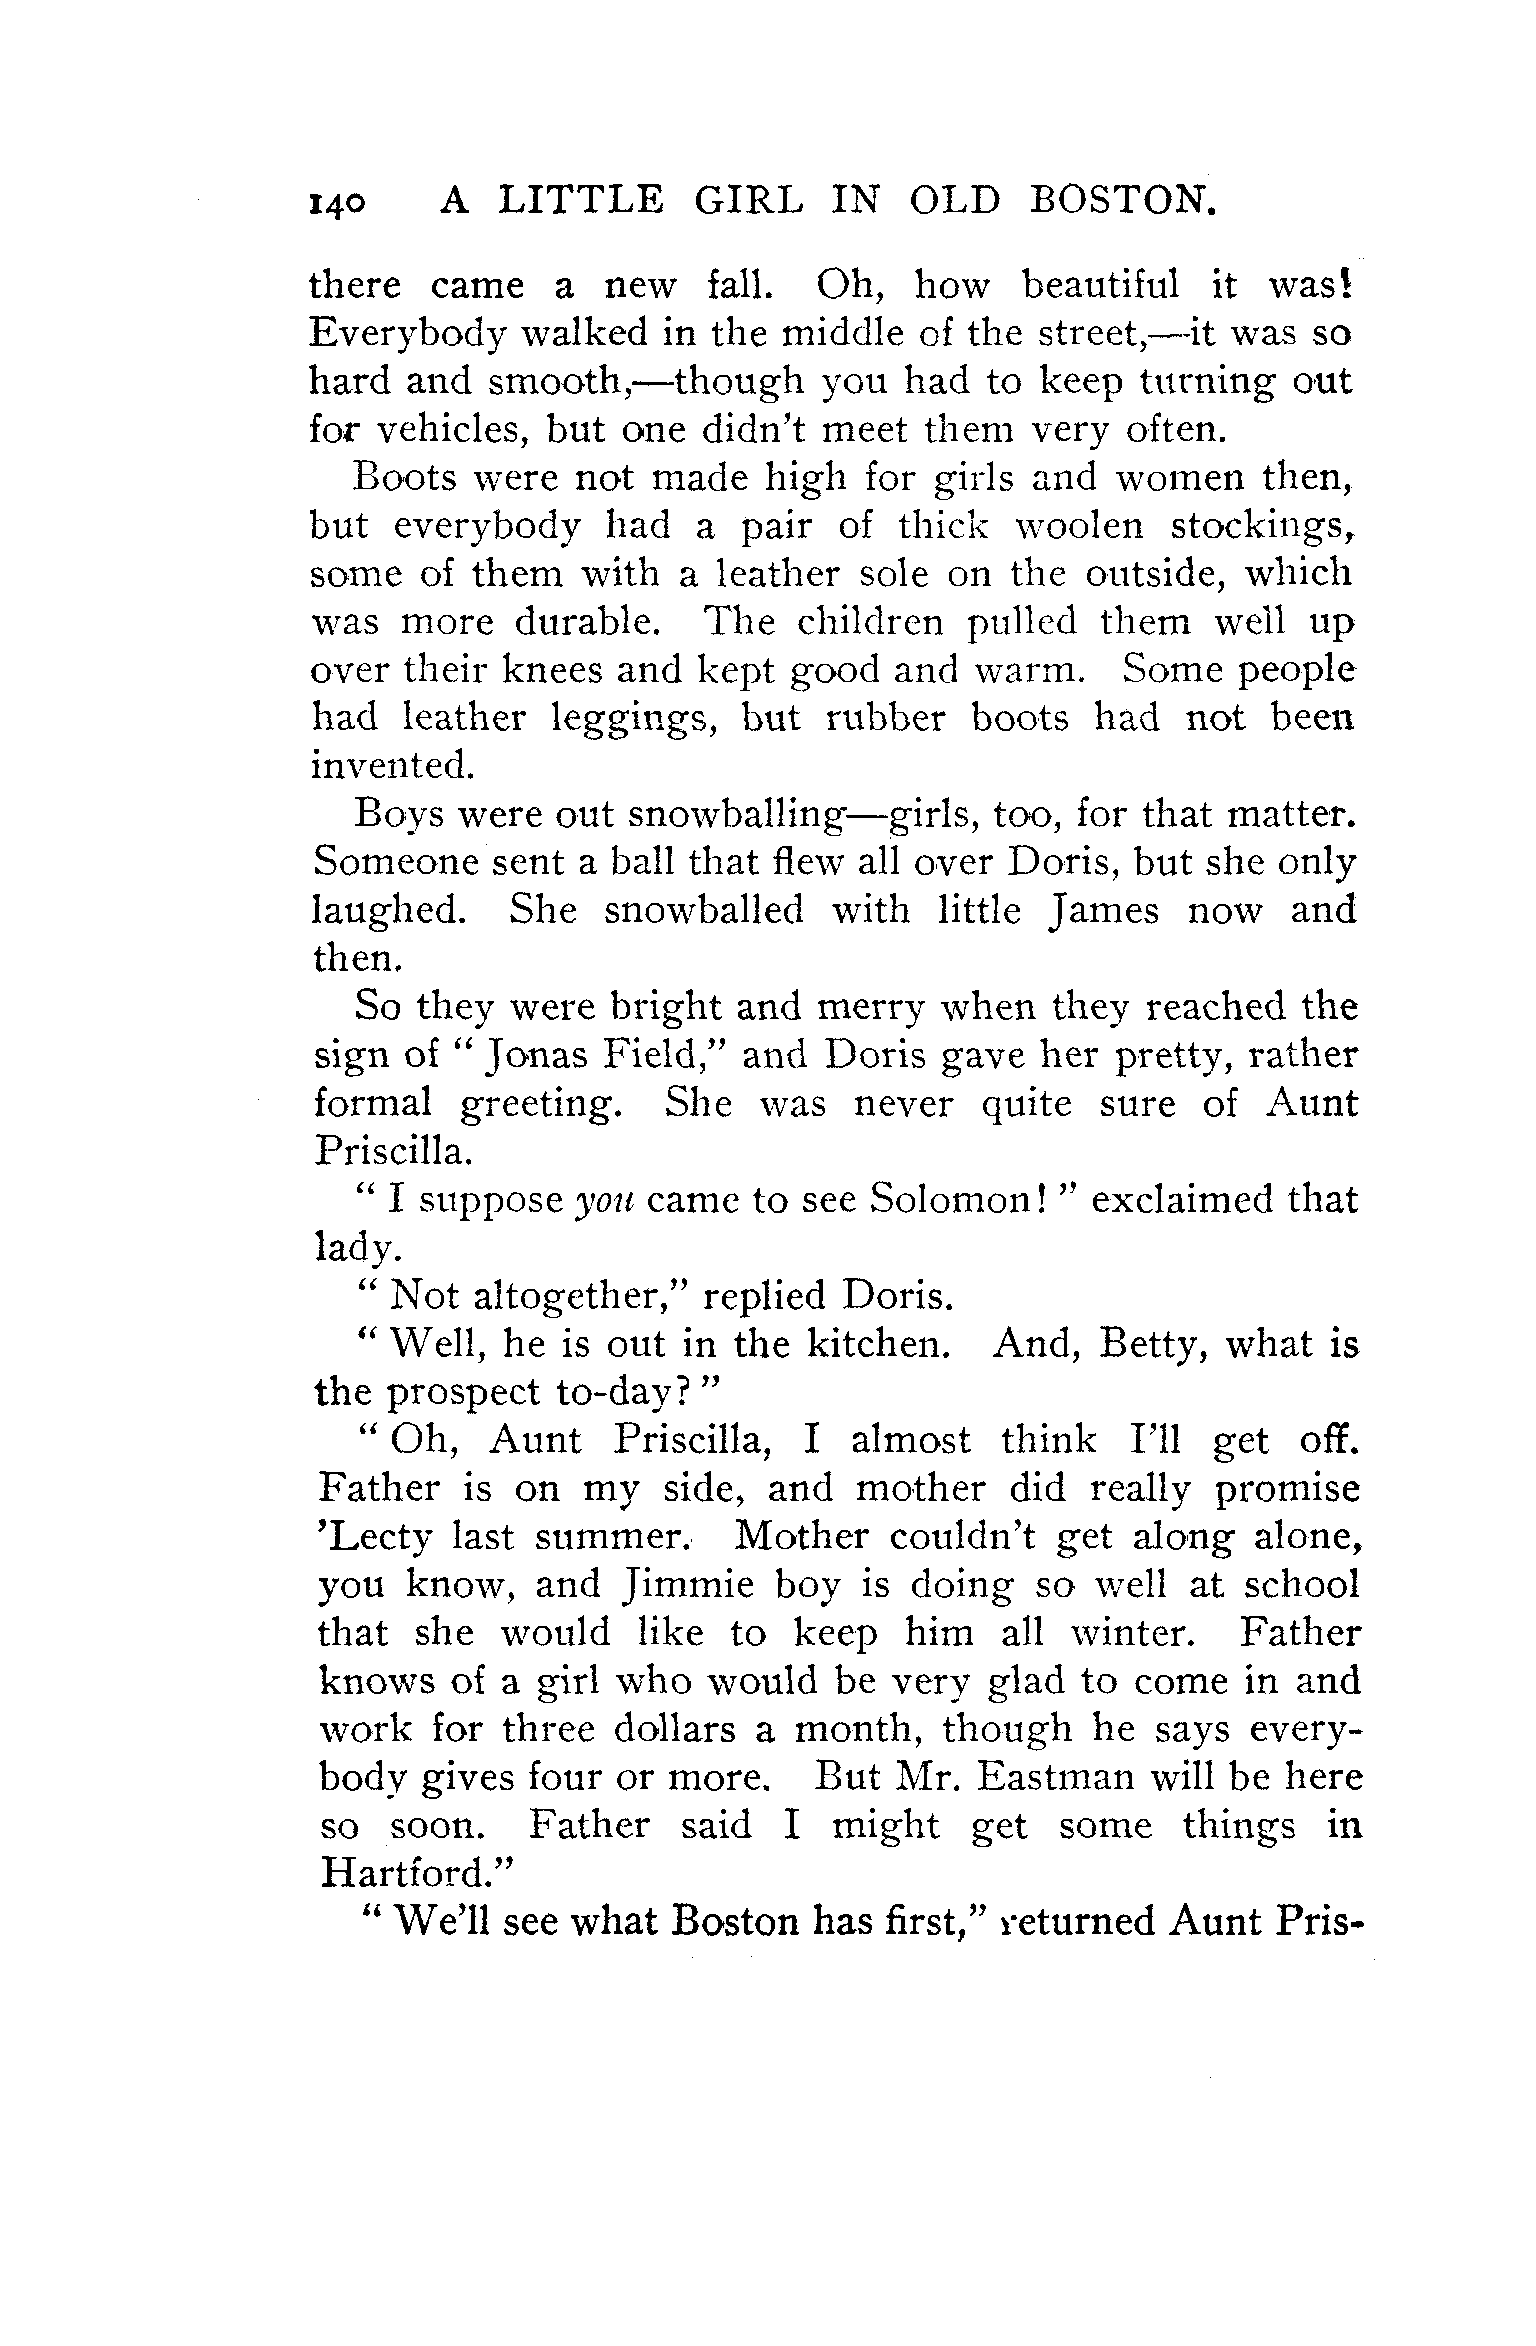 140 A LITTLE GIRL IN OLD BOSTON.
there came a new fall. Oh, how beautiful it was!
Everybody walked in the middle of the street,—it was so
hard and smooth,—though you had to keep turning out
for vehicles, but one didn't meet them very often.
Boots were not made high for girls and women then,
but everybody had a pair of thick woolen stockings,
some of them with a leather sole on the outside, which
was more durable. The children pulled them well up
over their knees and kept good and warm. Some people
had leather leggings, but rubber boots had not been
invented.
Boys were out snowballing—girls, too, for that matter.
Someone sent a ball that flew all over Doris, but she only
laughed. She snowballed with little James now and
then.
So they were bright and merry when they reached the
sign of " Jonas Field," and Doris gave her pretty, rather
formal greeting. She was never quite sure of Aunt
Priscilla.
" I suppose you came to see Solomon! " exclaimed that
lady.
" Not altogether," replied Doris.
" Well, he is out in the kitchen. And, Betty, what is
the prospect to-day? "
" Oh, Aunt Priscilla, I almost think I'll get off.
Father is on my side, and mother did really promise
'Lecty last summer. Mother couldn't get along alone,
you know, and Jimmie boy is doing so well at school
that she would like to keep him all winter. Father
knows of a girl who would be very glad to come in and
work for three dollars a month, though he says every-
body gives four or more. But Mr. Eastman will be here
so soon. Father said I might get some things in
Hartford."
" We'll see what Boston has first," returned Aunt Pris-